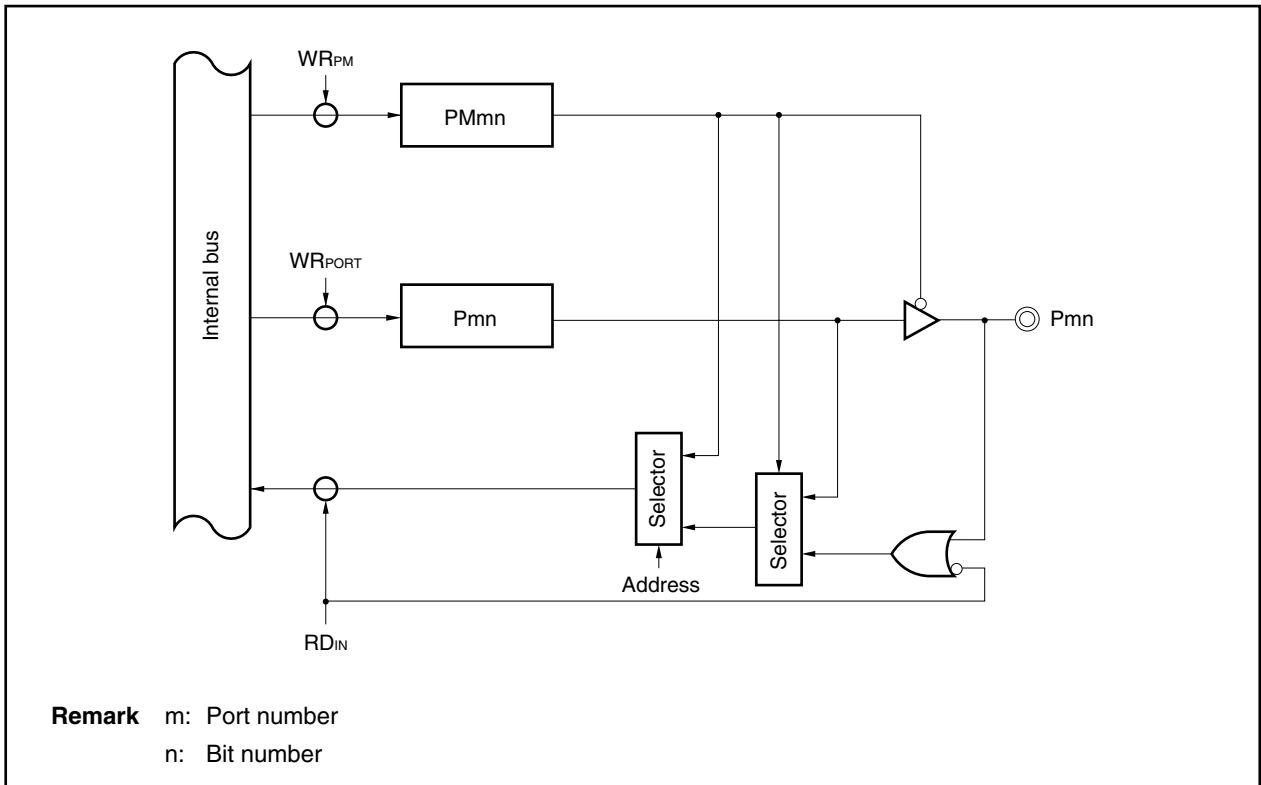 WRPM
PMmn
Internal bus
WRPORT
Pmn
Pmn
Selector
Selector
Address
RDIN
Remark m: Port number
n: Bit number